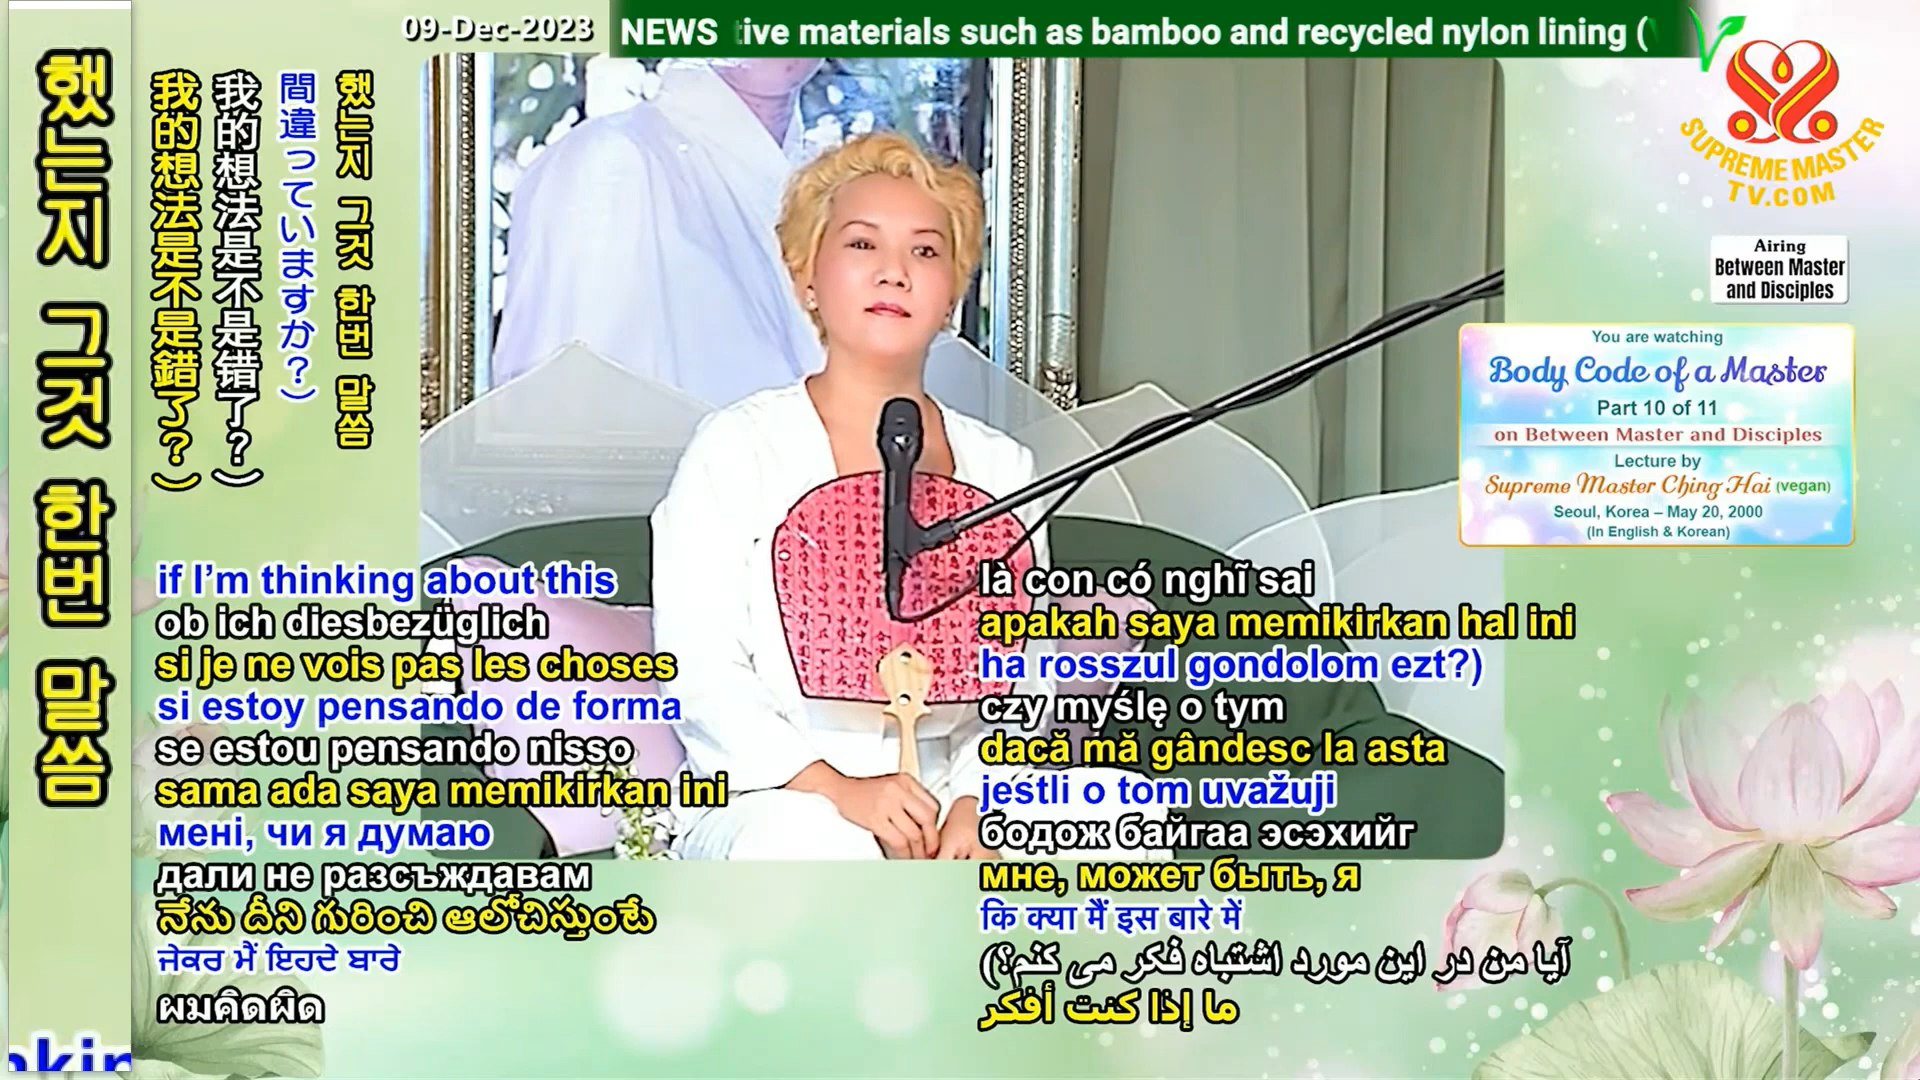 09-Dec-2023
NEWS
ive materials such as bamboo and recycled nylon lining (
SUPREME MASTER
TV.COM
Airing
Between Master
and Disciples
You are watching
Body Code of a Master
Part 10 of 11
on Between Master and Disciples
Lecture by
Supreme Master Ching Hai (vegan)
Seoul, Korea – May 20, 2000
(In English & Korean)
했는지 그것 한번 말씀
我的想法是不是錯了?)
我的想法是不是错了?)
間違っていますか?)
했는지 그것 한번 말씀
if I’m thinking about this
ob ich diesbezüglich
si je ne vois pas les choses
si estoy pensando de forma
se estou pensando nisso
sama ada saya memikirkan ini
мені, чи я думаю
дали не разсъждавам
నేను దీని గురించి ఆలోచిస్తుంటే
ਜੇਕਰ ਮੈਂ ਇਹਦੇ ਬਾਰੇ
ผมคิดผิด
là con có nghĩ sai
apakah saya memikirkan hal ini
ha rosszul gondolom ezt?)
czy myślę o tym
dacă mă gândesc la asta
jestli o tom uvažuji
бодож байгаа эсэхийг
мне, может быть, я
कि क्या मैं इस बारे में
آیا من در این مورد اشتباه فکر می کنم؟)
ما إذا كنت أفكر